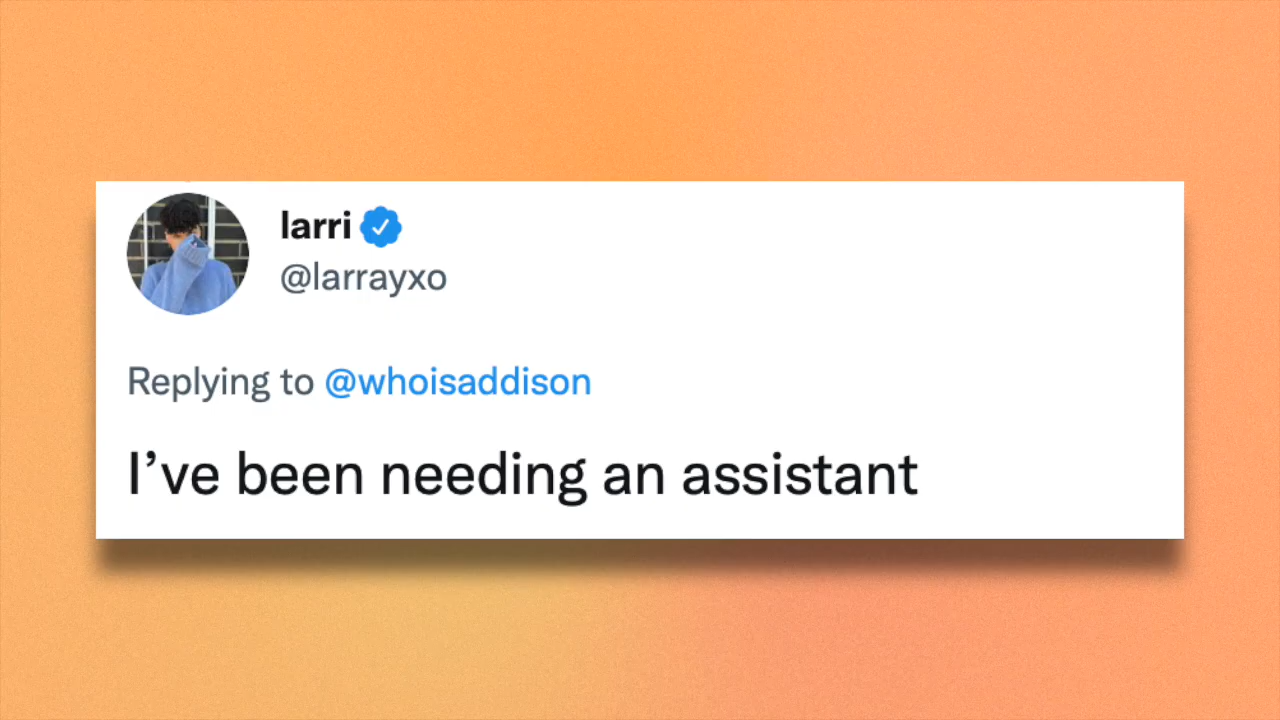 larri
@larrayxo
Replying to @whoisaddison
I’ve been needing an assistant